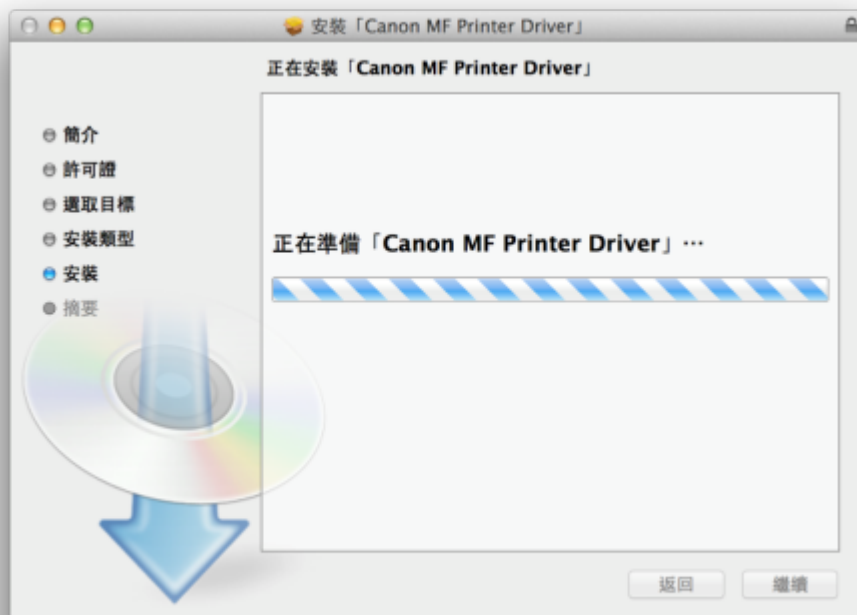 安裝「Canon MF Printer Driver」
正在安裝「Canon MF Printer Driver」
簡介
許可證
選取目標
安裝類型
安裝
摘要
正在準備「Canon MF Printer Driver」⋯
返回
繼續